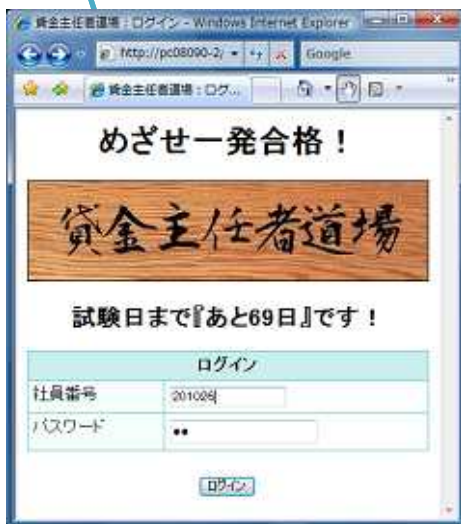 貸金主任者道場：ログイン - Windows Internet Explorer
http://pc08090-2/
Google
貸金主任者道場：ログ...
めざせ一発合格！
貸金主任者道場
試験日まで『あと69日』です！
ログイン
社員番号 201026
パスワード ●●
ログイン